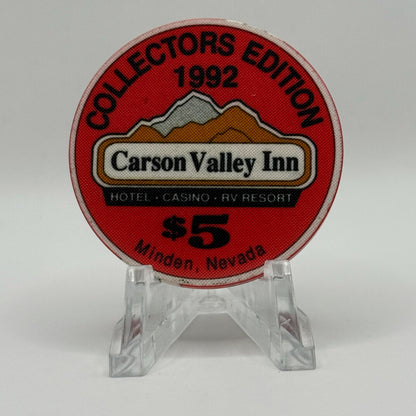 COLLECTORS EDITION
1992
Carson Valley Inn
HOTEL · CASINO · RV RESORT
$5
Minden, Nevada